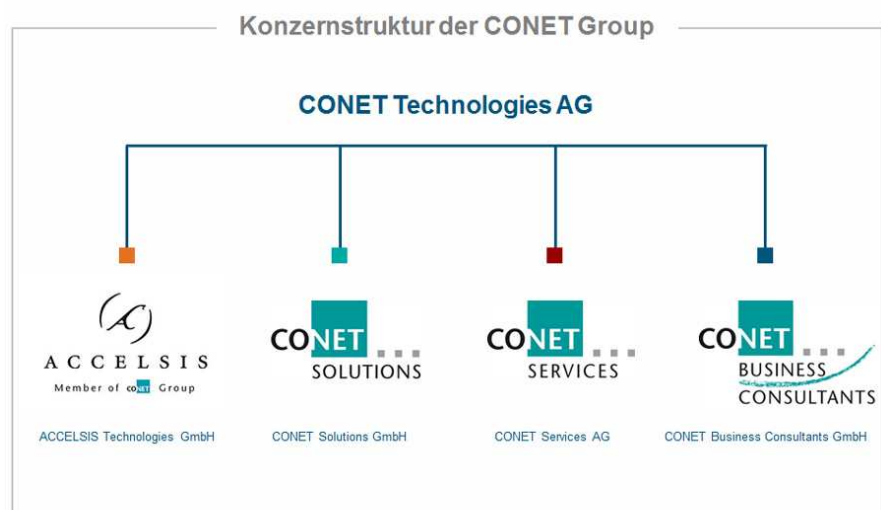 Konzernstruktur der CONET Group
CONET Technologies AG
ACCELSIS
Member of CONET Group
CONET
SOLUTIONS
CONET
SERVICES
CONET
BUSINESS
CONSULTANTS
ACCELSIS Technologies GmbH
CONET Solutions GmbH
CONET Services AG
CONET Business Consultants GmbH